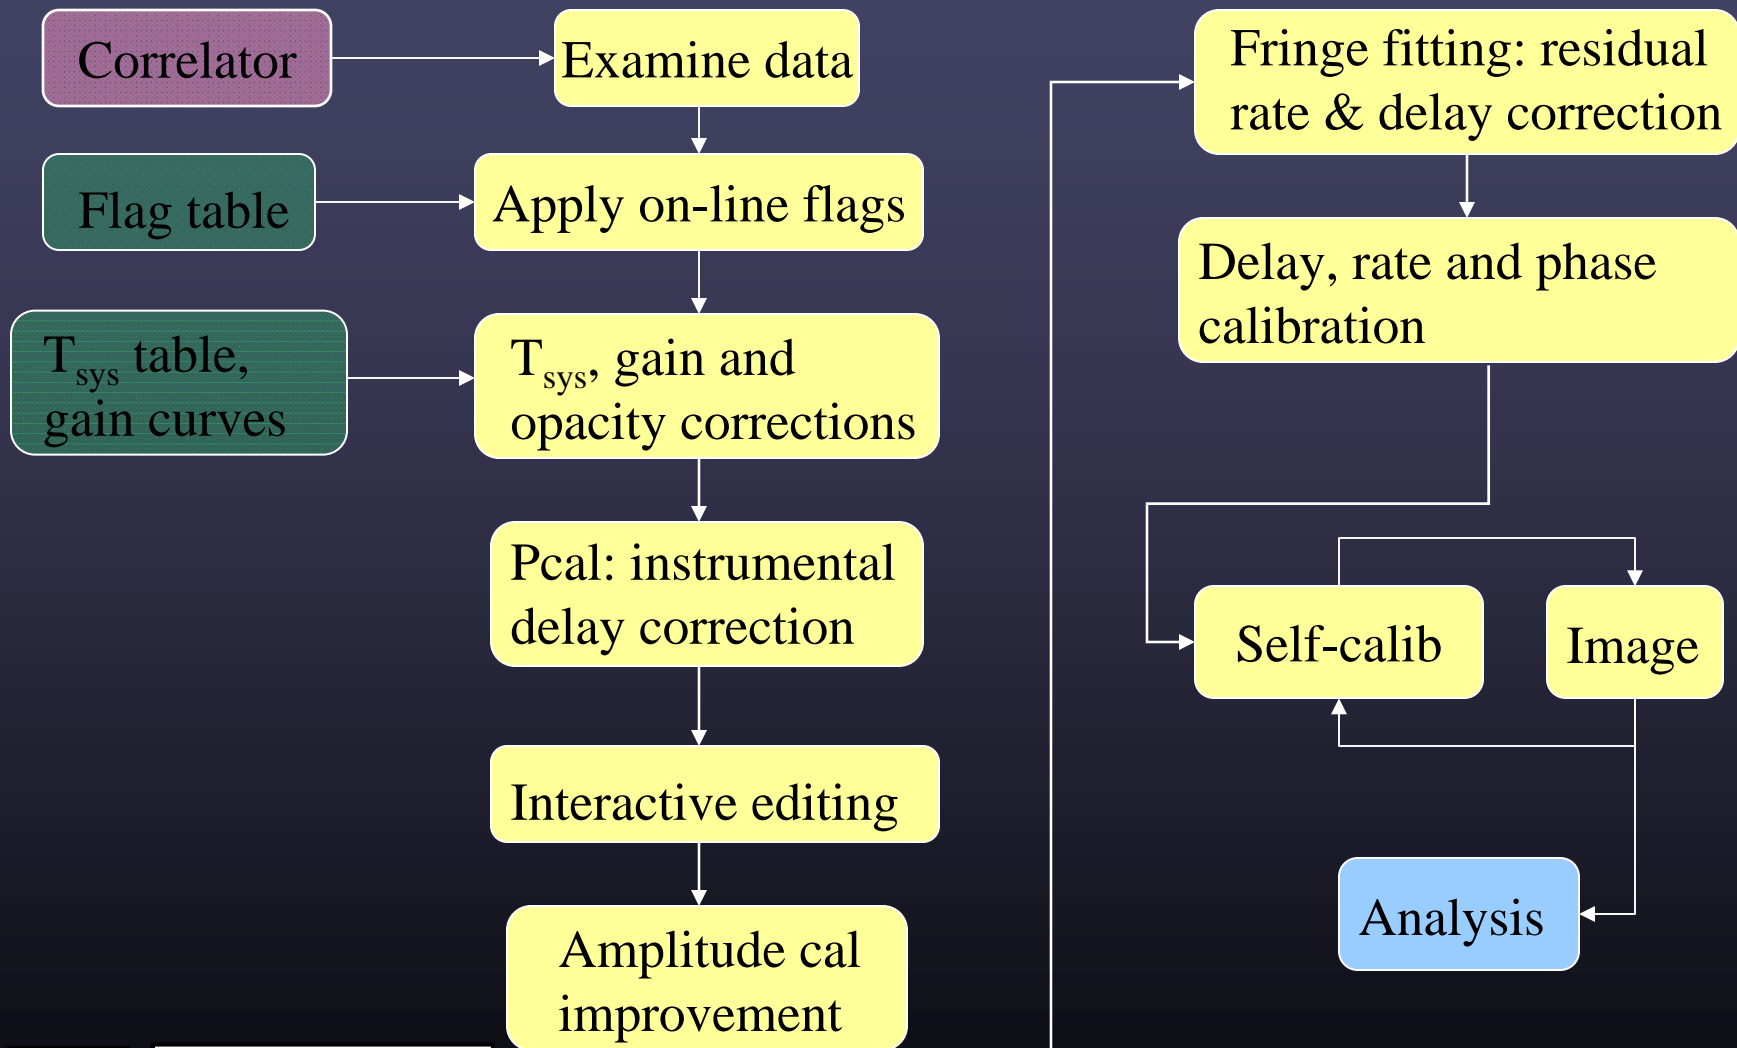 Correlator
Examine data
Flag table
Apply on-line flags
Tsys table,
gain curves
Tsys, gain and
opacity corrections
Pcal: instrumental
delay correction
Interactive editing
Amplitude cal
improvement
Fringe fitting: residual
rate & delay correction
Delay, rate and phase
calibration
Self-calib
Image
Analysis